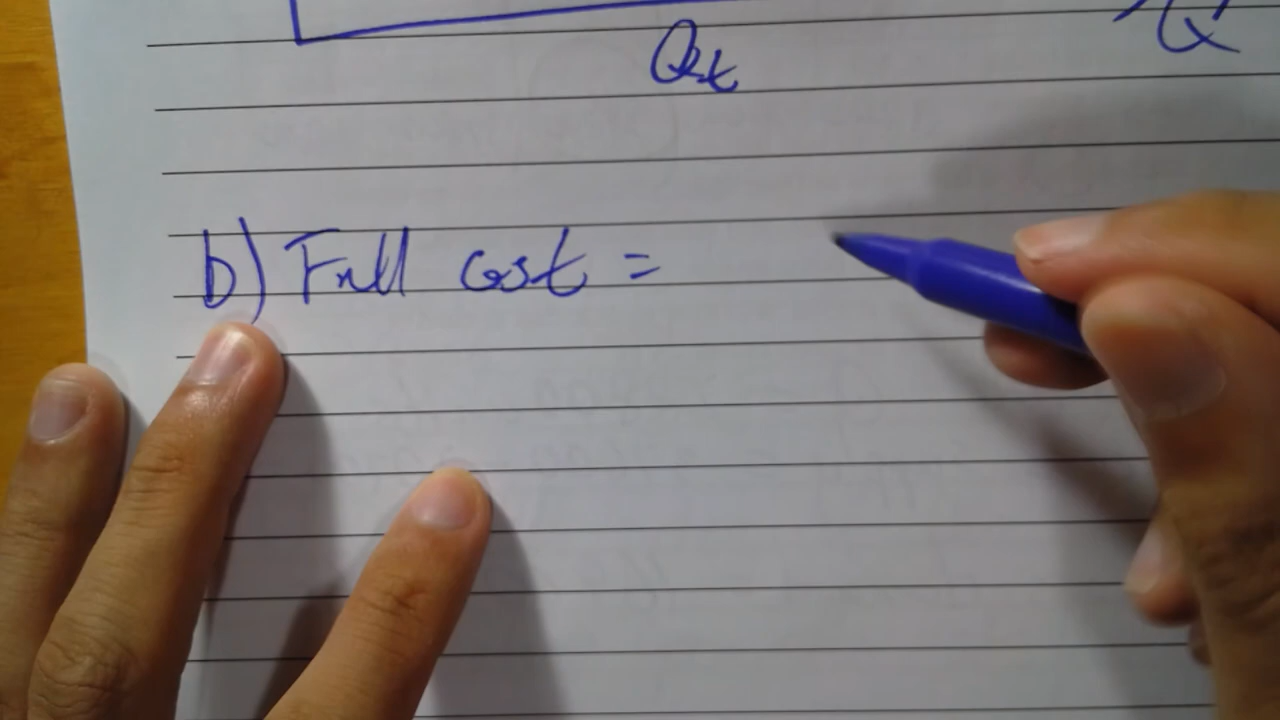 Qt
Q
b) Full cost =